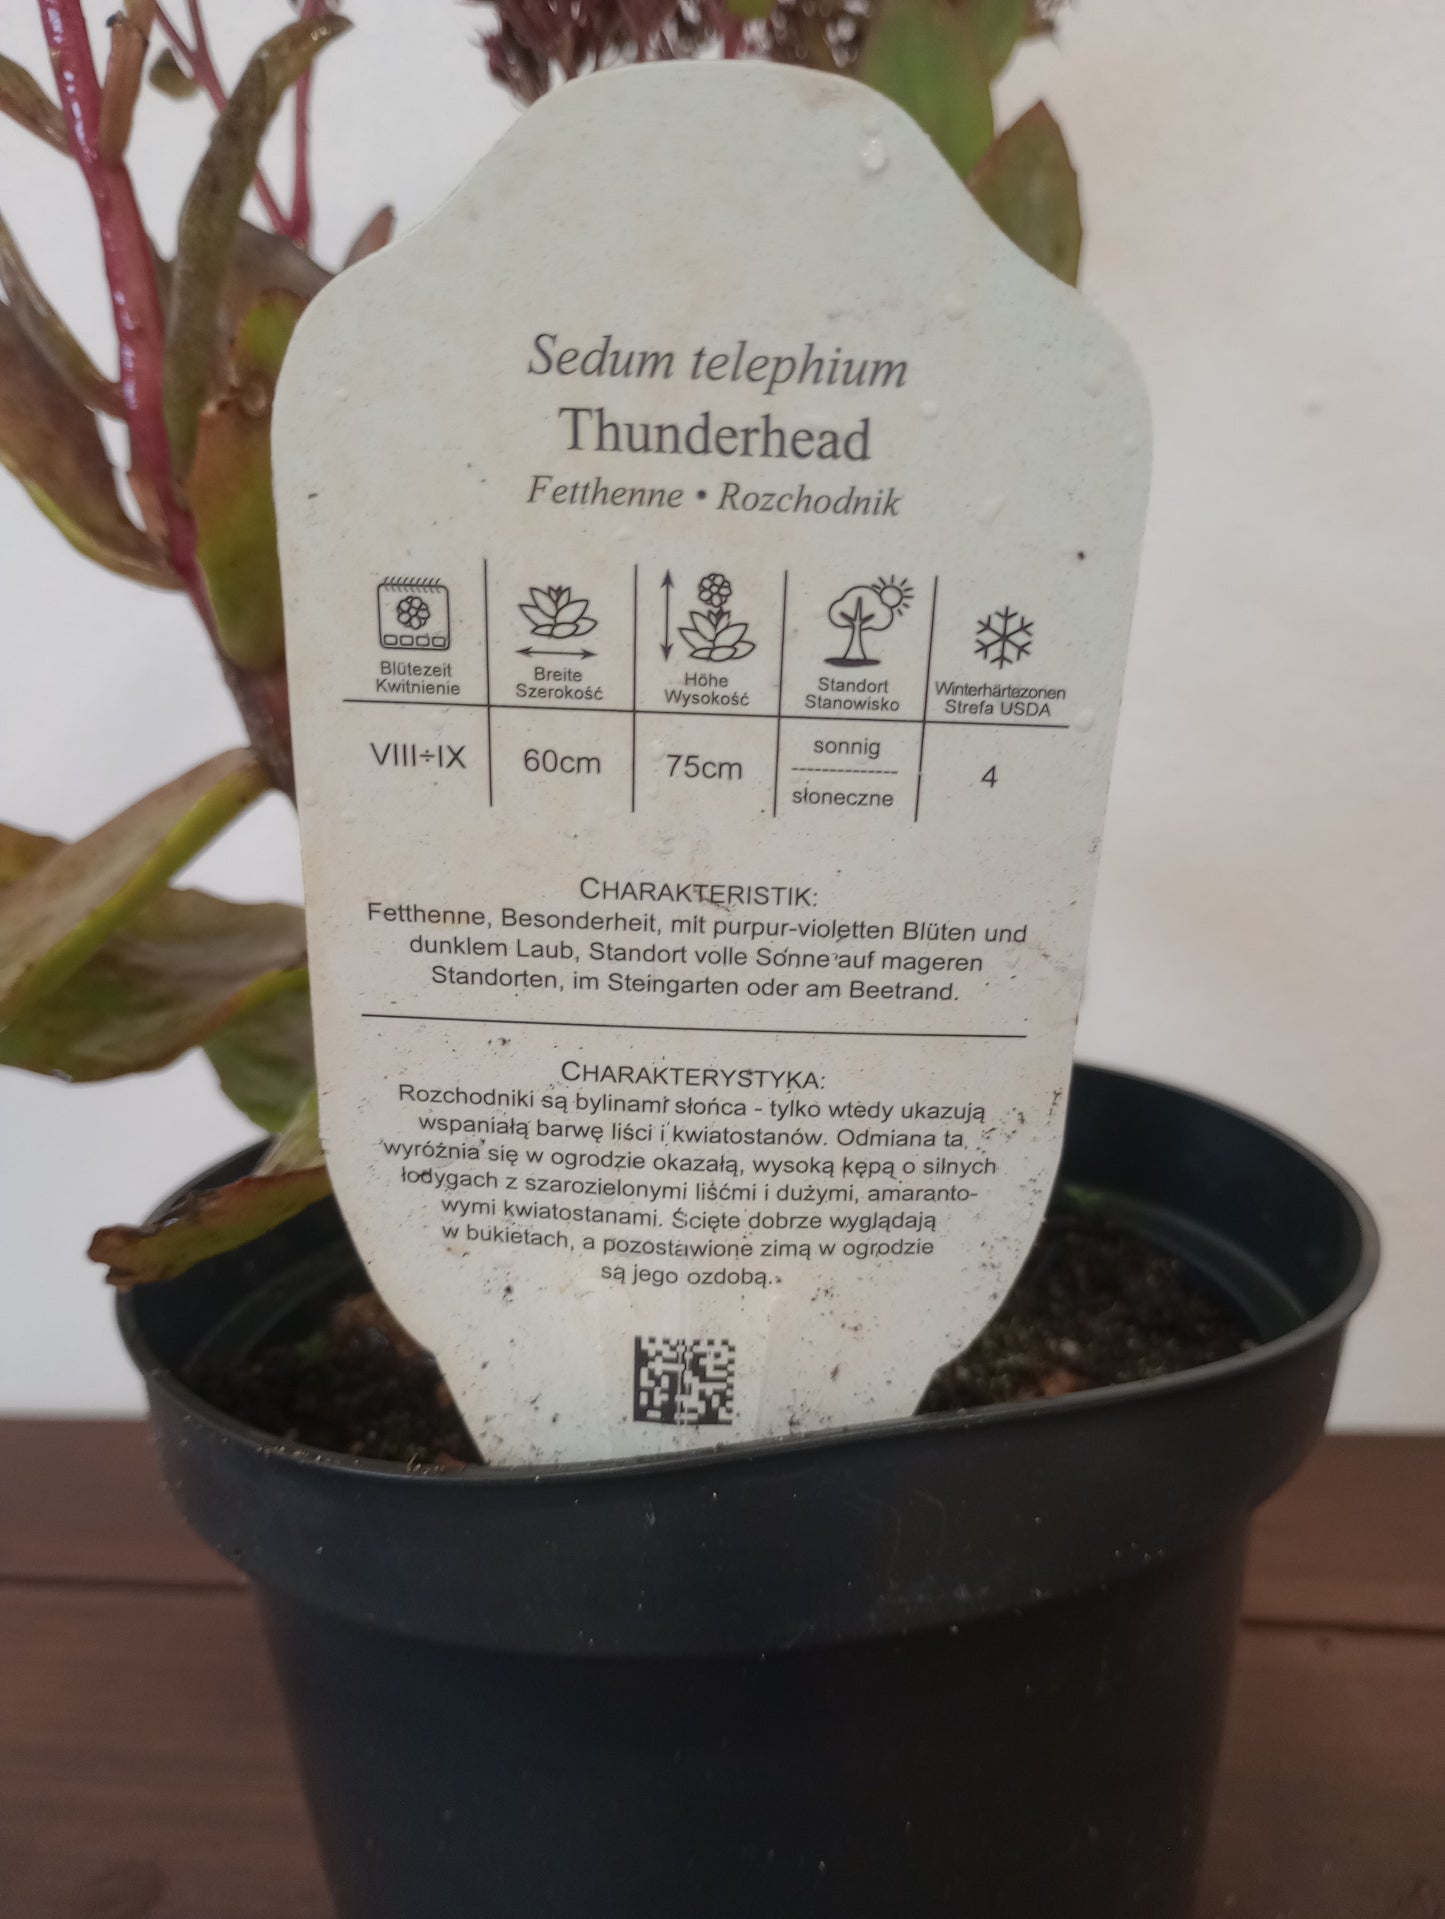 Sedum telephium
Thunderhead
Fetthenne • Rozchodnik
Blütezeit
Kwitnienie
Breite
Szerokość
Höhe
Wysokość
Standort
Stanowisko
Winterhärtezonen
Strefa USDA
VIII÷IX
60cm
75cm
sonnig
słoneczne
4
CHARAKTERISTIK:
Fetthenne, Besonderheit, mit purpur-violetten Blüten und
dunklem Laub, Standort volle Sonne auf mageren
Standorten, im Steingarten oder am Beetrand.
CHARAKTERYSTYKA:
Rozchodniki są bylinami słońca - tylko wtedy ukazują
wspaniałą barwę liści i kwiatostanów. Odmiana ta
wyróżnia się w ogrodzie okazałą, wysoką kępą o silnych
łodygach z szarozielonymi liśćmi i dużymi, amaranto-
wymi kwiatostanami. Ścięte dobrze wyglądają
w bukietach, a pozostawione zimą w ogrodzie
są jego ozdobą.